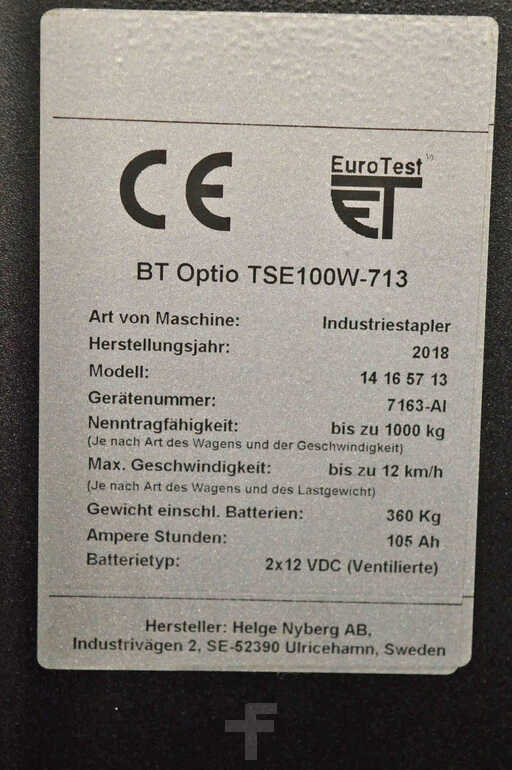 CE
EuroTest
ET
BT Optio TSE100W-713
Art von Maschine: Industriestapler
Herstellungsjahr: 2018
Modell: 14 16 57 13
Gerätenummer: 7163-AI
Nenntragfähigkeit: bis zu 1000 kg
(Je nach Art des Wagens und der Geschwindigkeit)
Max. Geschwindigkeit: bis zu 12 km/h
(Je nach Art des Wagens und des Lastgewicht)
Gewicht einschl. Batterien: 360 Kg
Ampere Stunden: 105 Ah
Batterietyp: 2x12 VDC (Ventilierte)
Hersteller: Helge Nyberg AB,
Industrivägen 2, SE-52390 Ulricehamn, Sweden